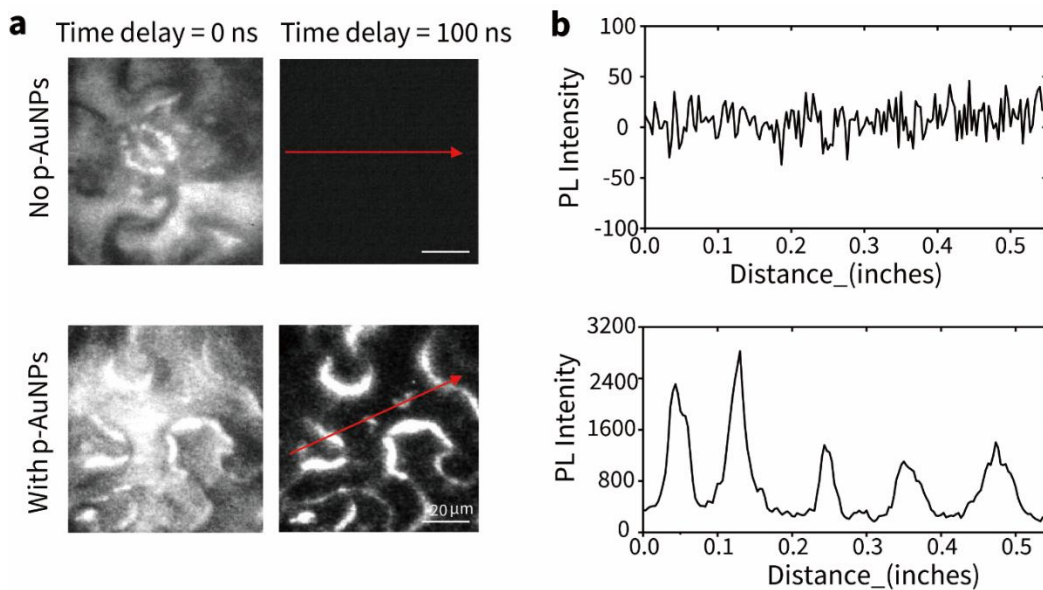 a
Time delay = 0 ns
Time delay = 100 ns
No p-AuNPs
With p-AuNPs
20 µm
b
PL Intensity
100
50
0
-50
-100
0.0 0.1 0.2 0.3 0.4 0.5
Distance_(inches)
PL Intenity
3200
2400
1600
800
0
0.0 0.1 0.2 0.3 0.4 0.5
Distance_(inches)